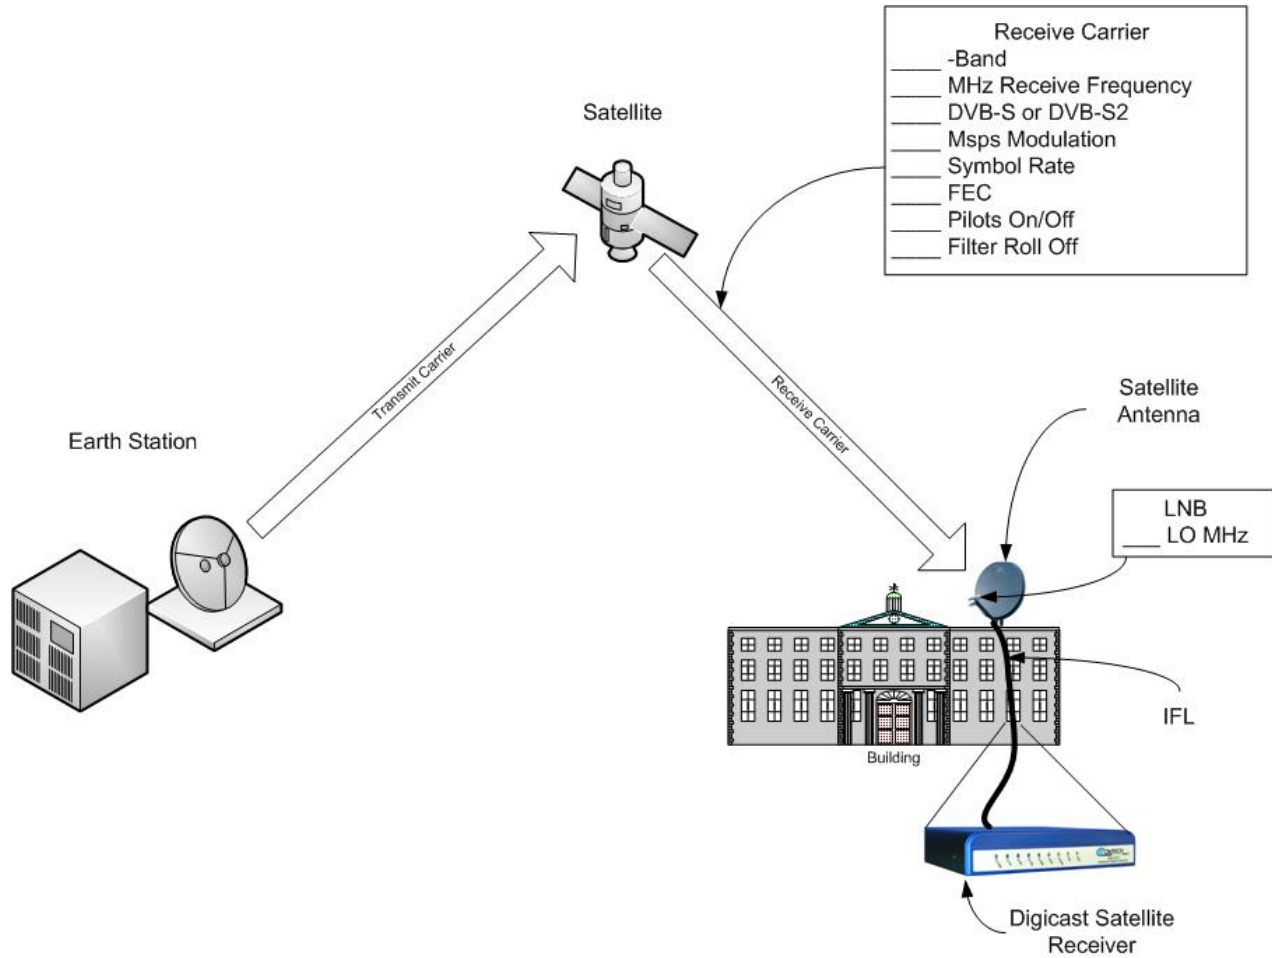 Receive Carrier
____ -Band
____ MHz Receive Frequency
____ DVB-S or DVB-S2
____ Msps Modulation
____ Symbol Rate
____ FEC
____ Pilots On/Off
____ Filter Roll Off
Satellite
Transmit Carrier
Receive Carrier
Satellite
Antenna
Earth Station
LNB
___ LO MHz
IFL
Building
Digicast Satellite
Receiver